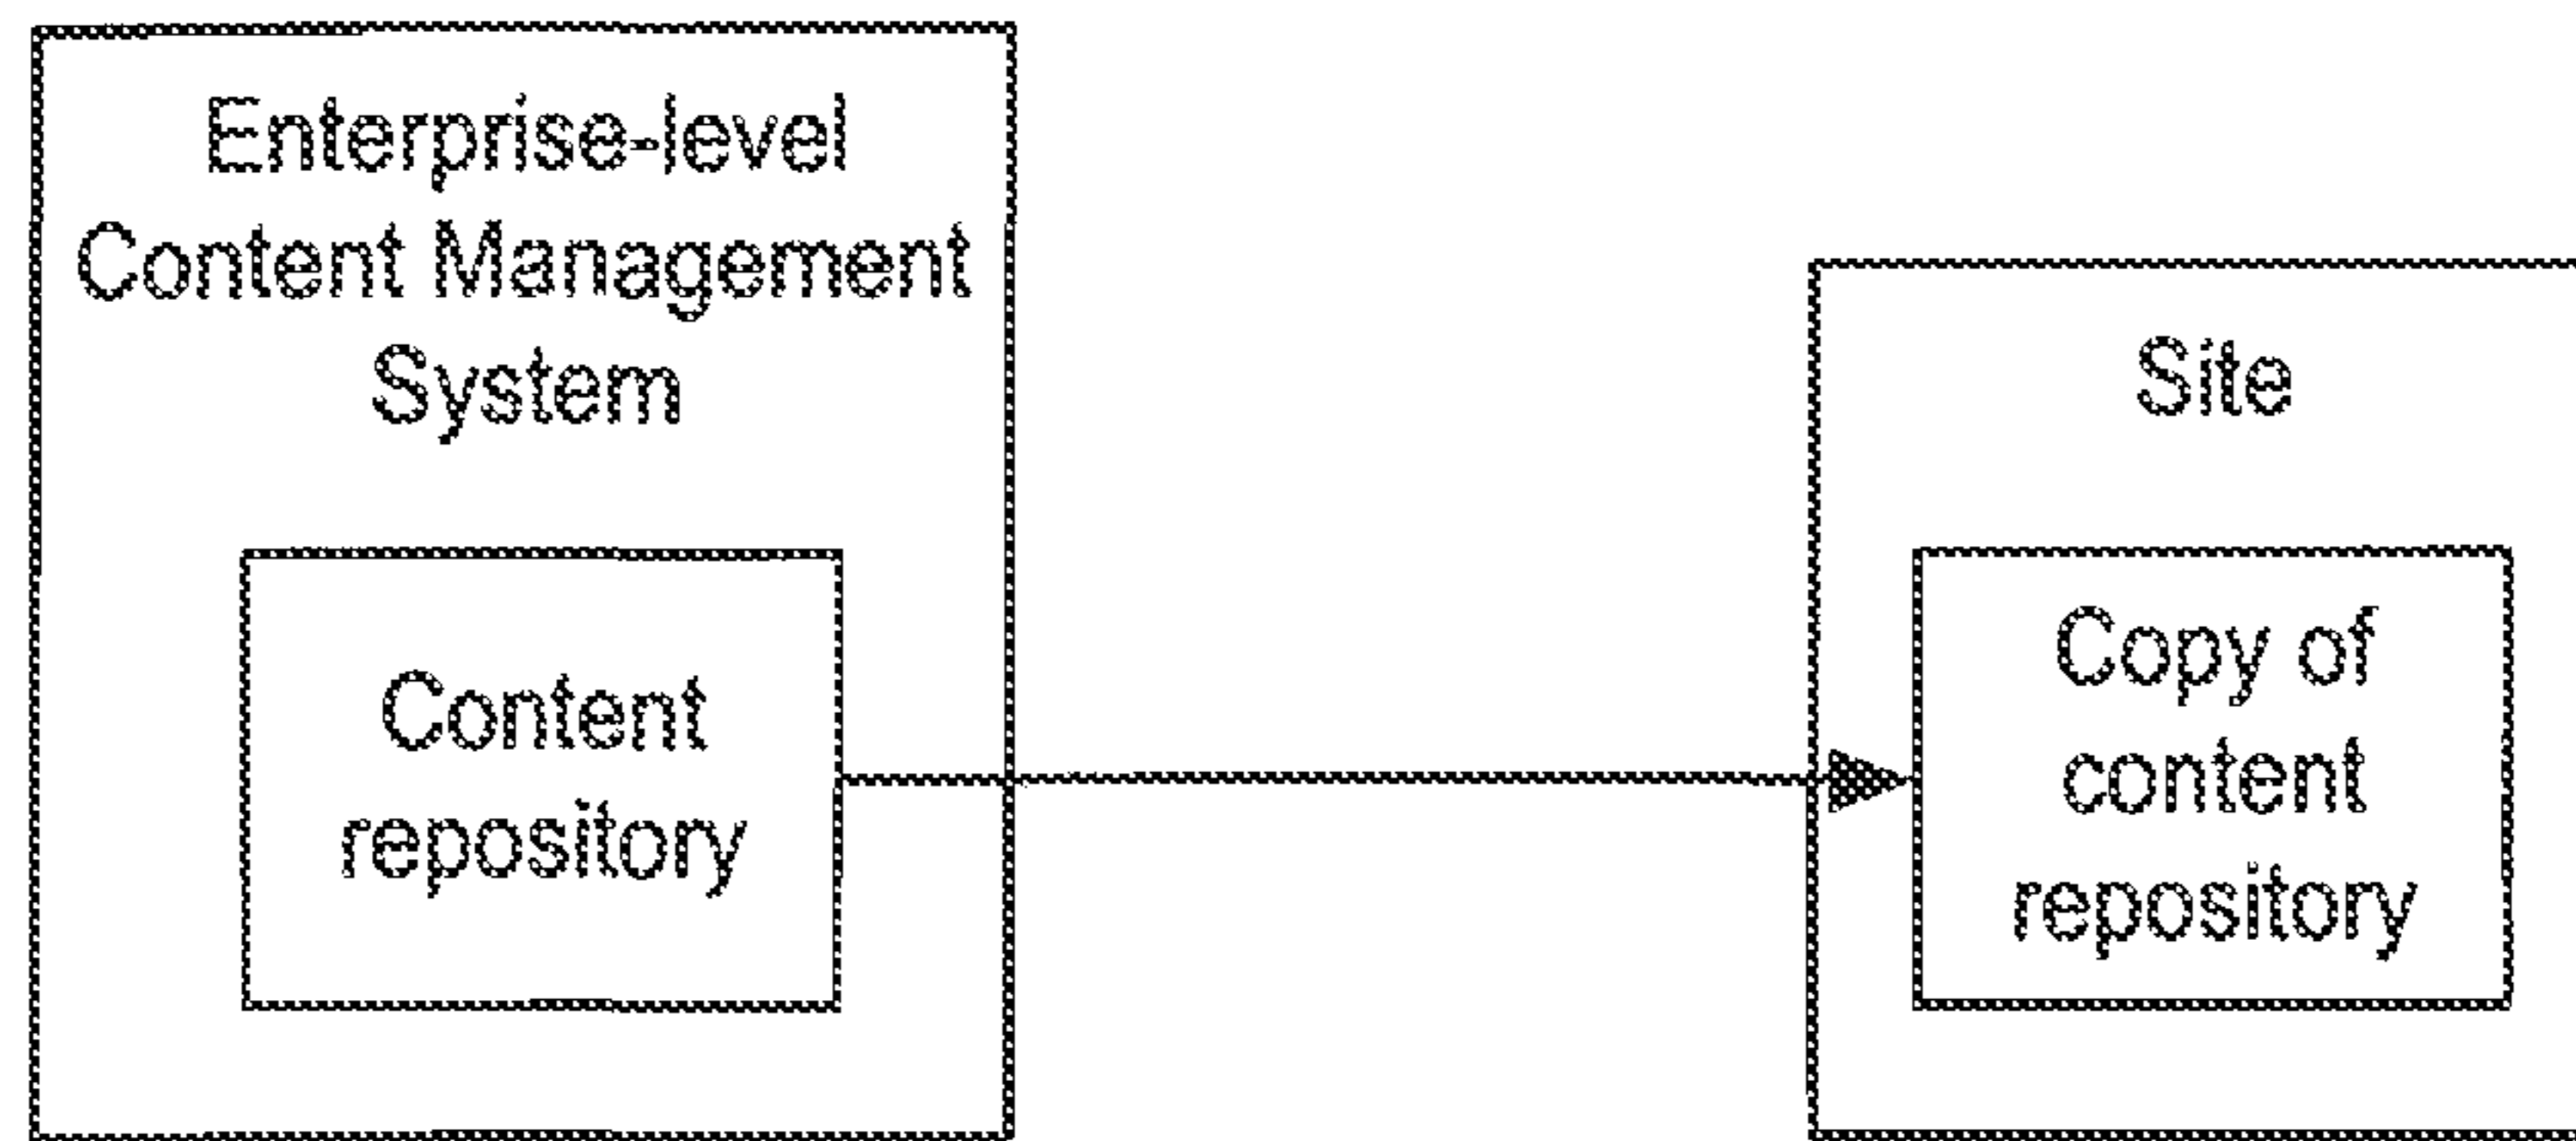 Enterprise-level
Content Management
System
Content
repository
Site
Copy of
content
repository